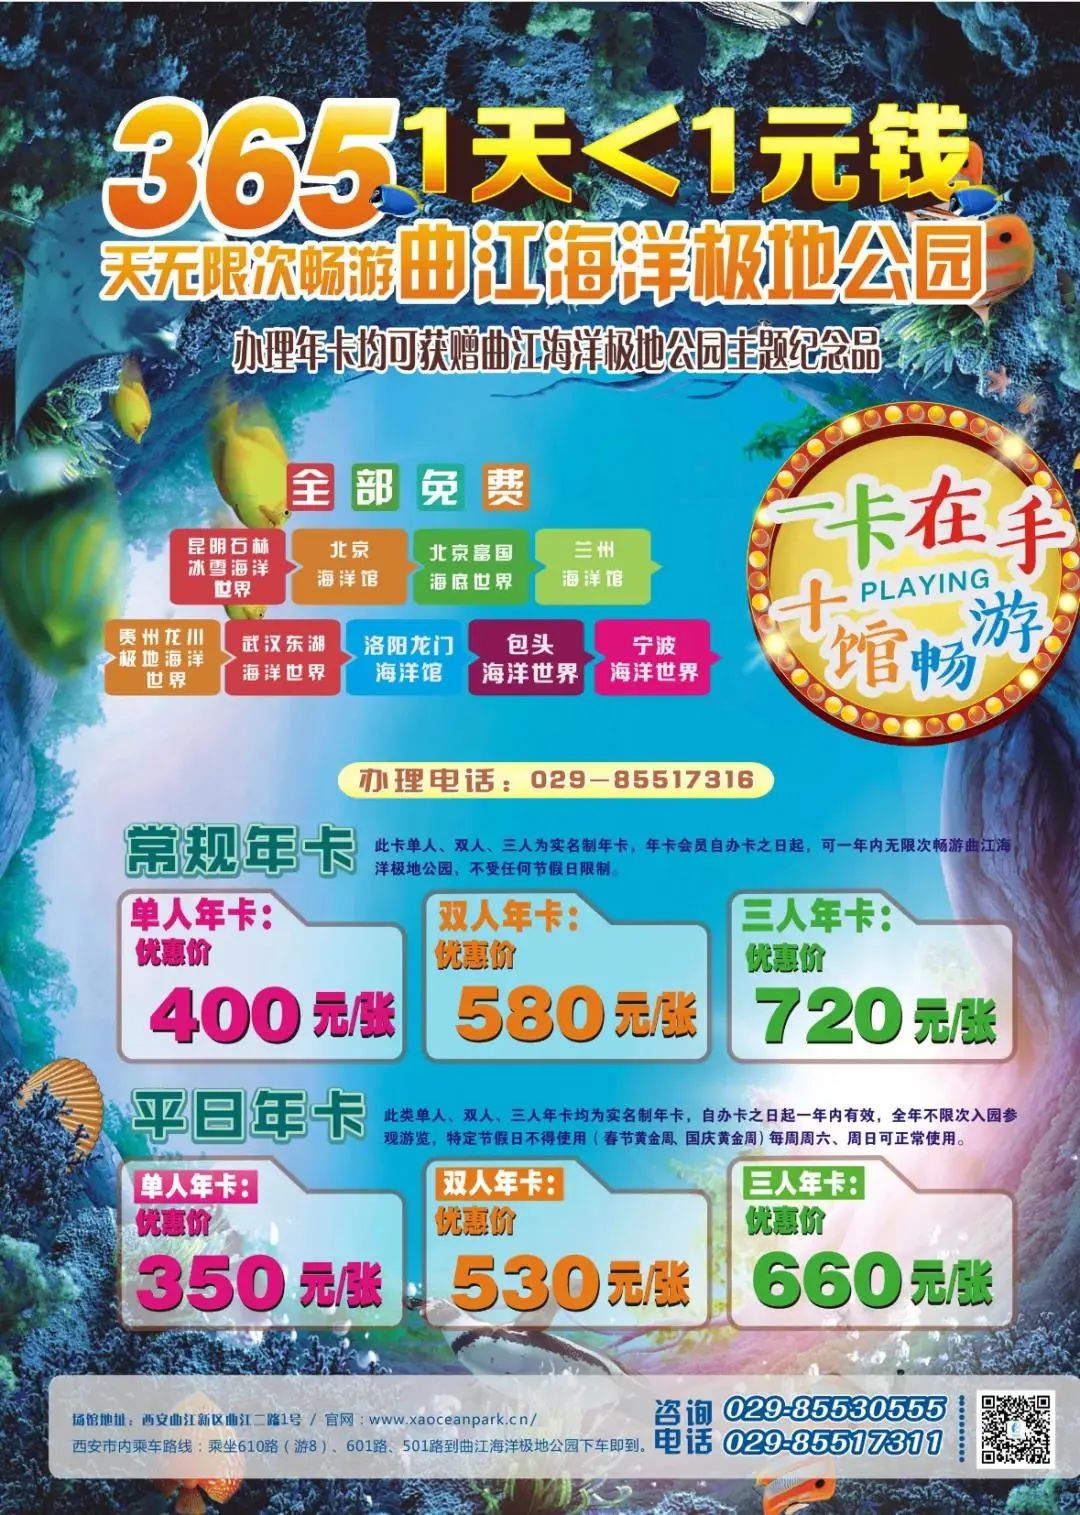 365
1天<1元钱
天无限次畅游曲江海洋极地公园
办理年卡均可获赠曲江海洋极地公园主题纪念品
全部免费
昆明石林
冰雪海洋
世界
北京
海洋馆
北京富国
海底世界
兰州
海洋馆
贵州龙川
极地海洋
世界
武汉东湖
海洋世界
洛阳龙门
海洋馆
包头
海洋世界
宁波
海洋世界
一卡在手
PLAYING
十馆畅游
办理电话：029-85517316
常规年卡
此卡单人、双人、三人为实名制年卡，年卡会员自办卡之日起，可一年内无限次畅游曲江海
洋极地公园、不受任何节假日限制。
单人年卡：
优惠价
400元/张
双人年卡：
优惠价
580元/张
三人年卡：
优惠价
720元/张
平日年卡
此类单人、双人、三人年卡均为实名制年卡，自办卡之日起一年内有效，全年不限次入园参
观游览，特定节假日不得使用（春节黄金周、国庆黄金周）每周周六、周日可正常使用。
单人年卡：
优惠价
350元/张
双人年卡：
优惠价
530元/张
三人年卡：
优惠价
660元/张
场馆地址：西安曲江新区曲江二路1号 / 官网：www.xaoceanpark.cn/
西安市内乘车路线：乘坐610路（游8）、601路、501路到曲江海洋极地公园下车即到。
咨询
电话
029-85530555
029-85517311